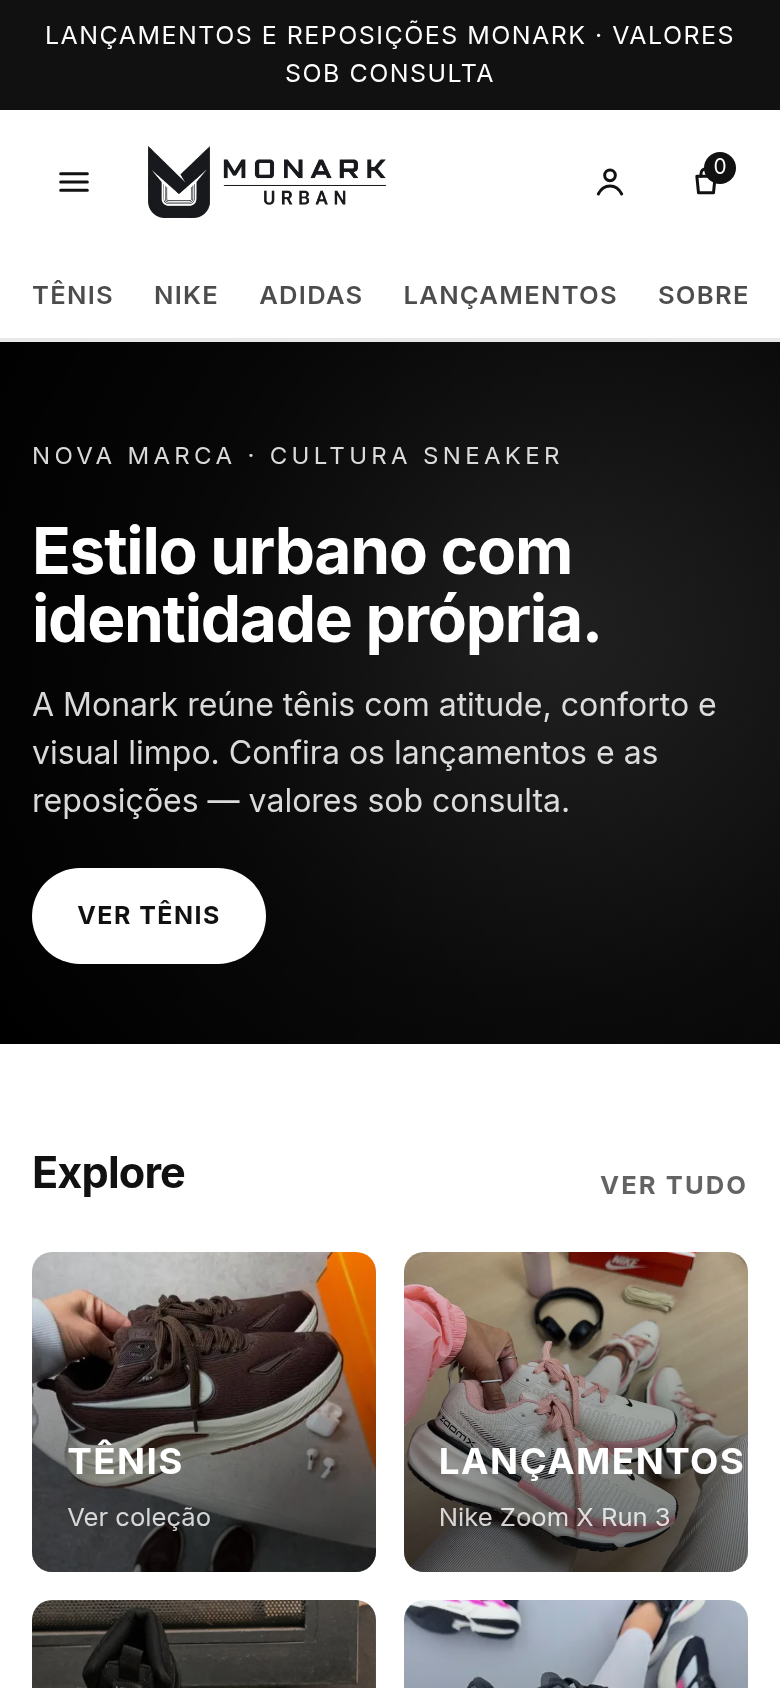 LANÇAMENTOS E REPOSIÇÕES MONARK · VALORES
SOB CONSULTA
MONARK
URBAN
0
TÊNIS NIKE ADIDAS LANÇAMENTOS SOBRE
NOVA MARCA · CULTURA SNEAKER
Estilo urbano com
identidade própria.
A Monark reúne tênis com atitude, conforto e
visual limpo. Confira os lançamentos e as
reposições — valores sob consulta.
VER TÊNIS
Explore
VER TUDO
NIKE
ZOOMX
TÊNIS
Ver coleção
LANÇAMENTOS
Nike Zoom X Run 3